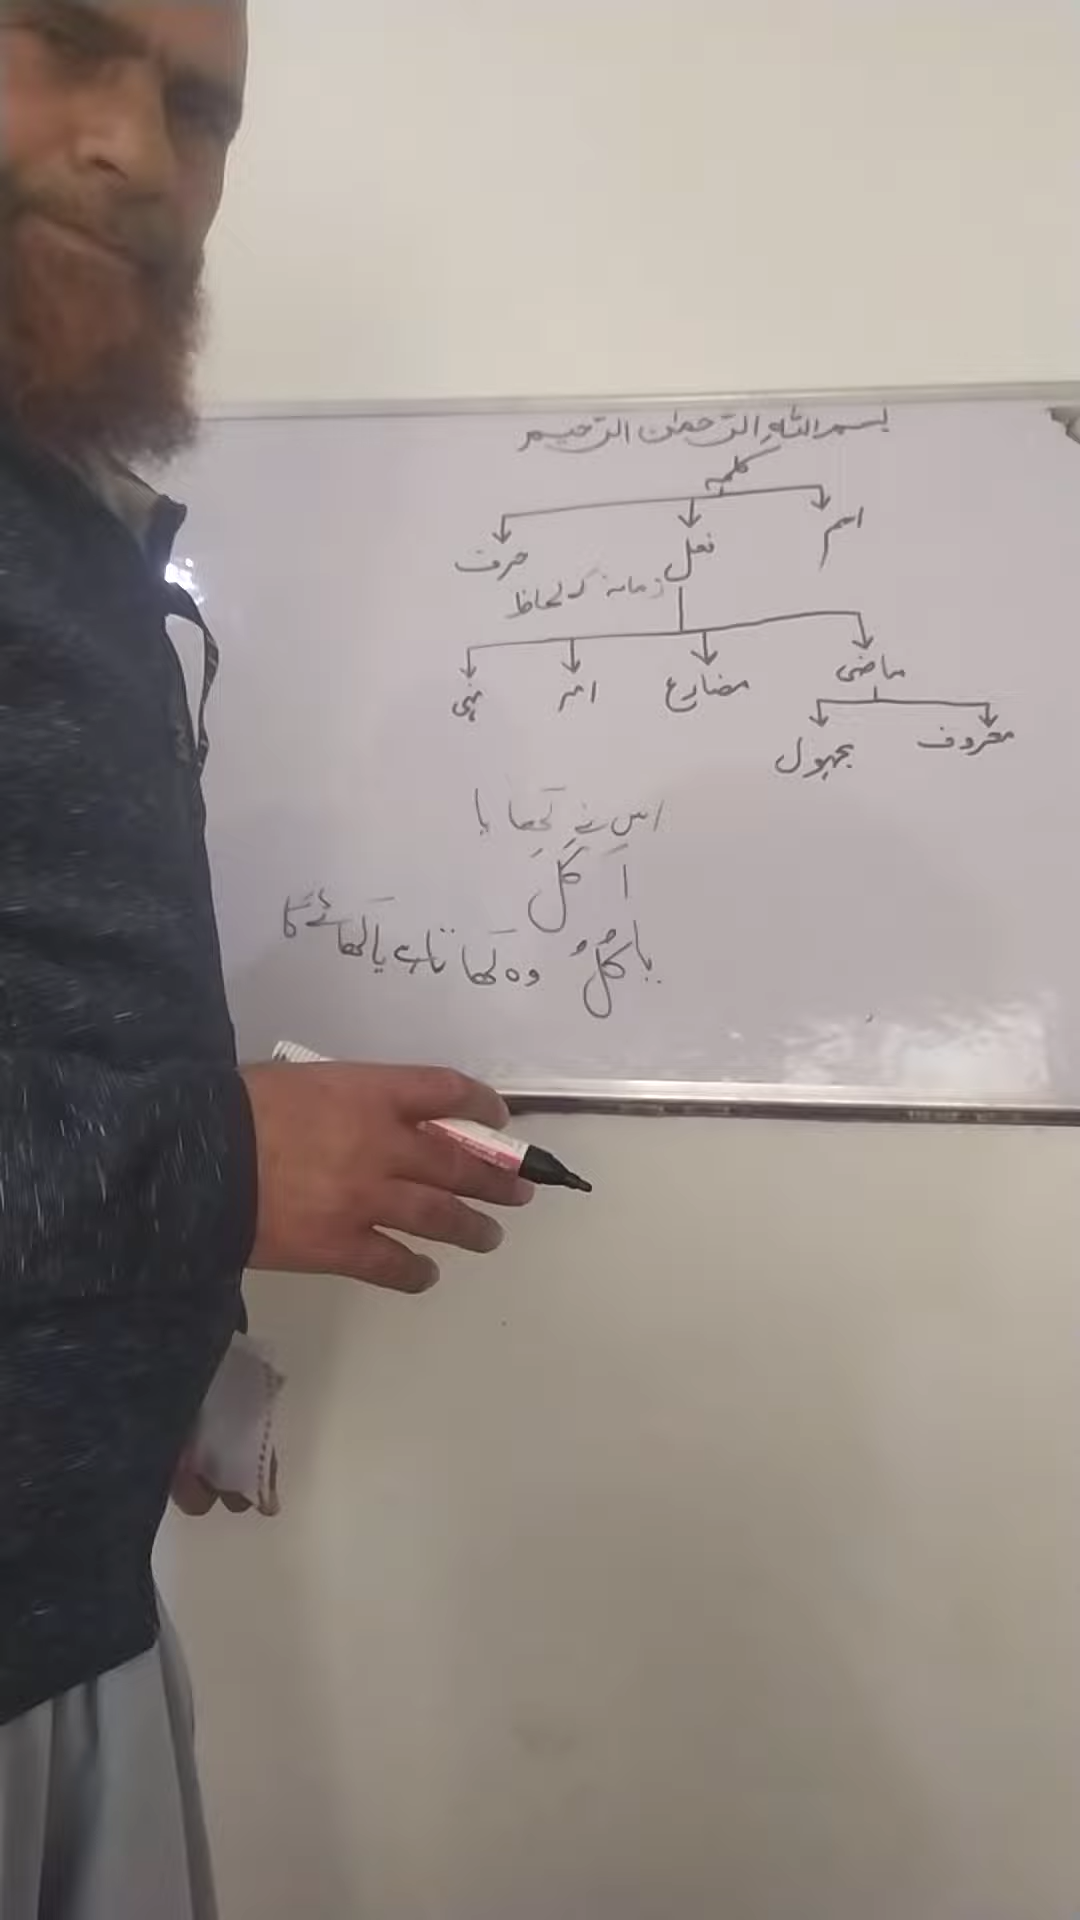 بسم اللہ الرحمٰن الرحیم
کلمہ
اسم فعل حرف
زمانہ کے لحاظ
ماضی مضارع امر نہی
معروف مجہول
اس نے کھایا
اَکَلَ
یاکُلُ وہ کھاتا ہے یا کھائے گا